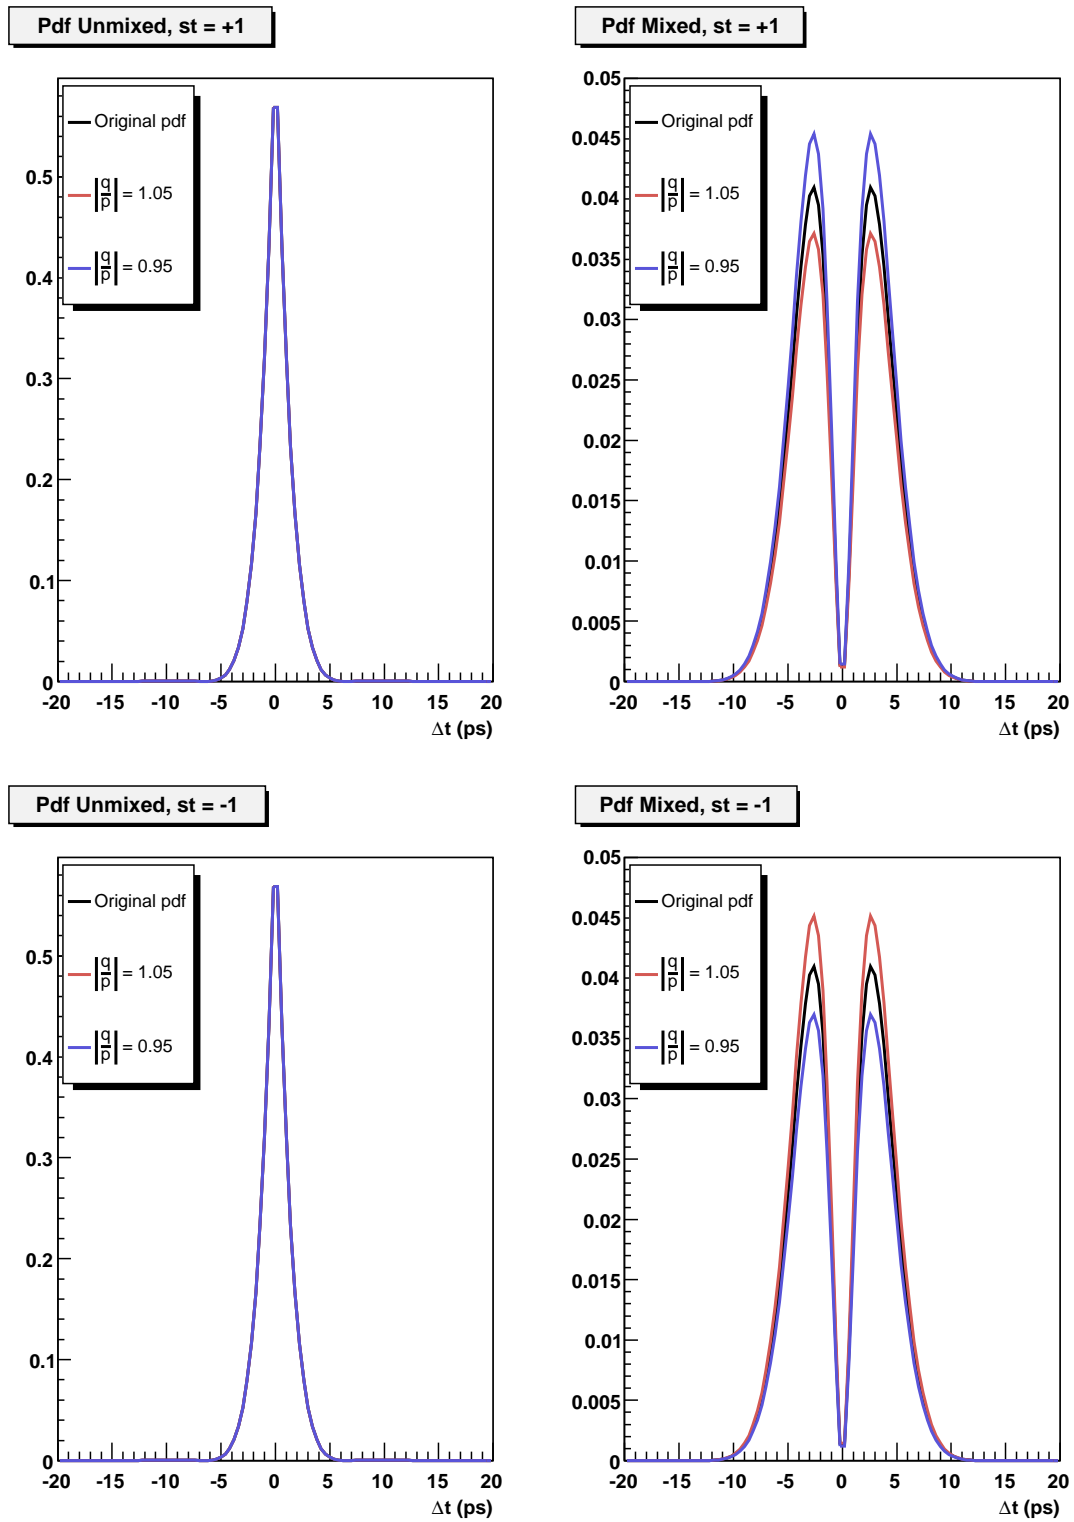 Pdf Unmixed, st = +1
Original pdf
|q/p| = 1.05
|q/p| = 0.95
0.5
0.4
0.3
0.2
0.1
0
-20 -15 -10 -5 0 5 10 15 20
Δt (ps)
Pdf Mixed, st = +1
Original pdf
|q/p| = 1.05
|q/p| = 0.95
0.05
0.045
0.04
0.035
0.03
0.025
0.02
0.015
0.01
0.005
0
-20 -15 -10 -5 0 5 10 15 20
Δt (ps)
Pdf Unmixed, st = -1
Original pdf
|q/p| = 1.05
|q/p| = 0.95
0.5
0.4
0.3
0.2
0.1
0
-20 -15 -10 -5 0 5 10 15 20
Δt (ps)
Pdf Mixed, st = -1
Original pdf
|q/p| = 1.05
|q/p| = 0.95
0.05
0.045
0.04
0.035
0.03
0.025
0.02
0.015
0.01
0.005
0
-20 -15 -10 -5 0 5 10 15 20
Δt (ps)